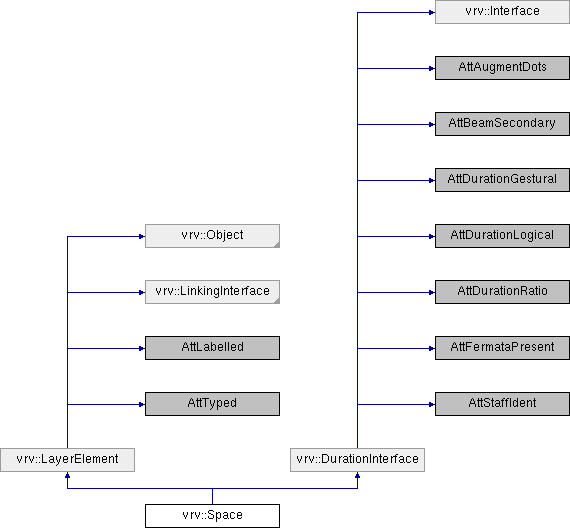 vrv::Interface
AttAugmentDots
AttBeamSecondary
AttDurationGestural
vrv::Object
AttDurationLogical
vrv::LinkingInterface
AttDurationRatio
AttLabelled
AttFermataPresent
AttTyped
AttStaffIdent
vrv::LayerElement
vrv::DurationInterface
vrv::Space